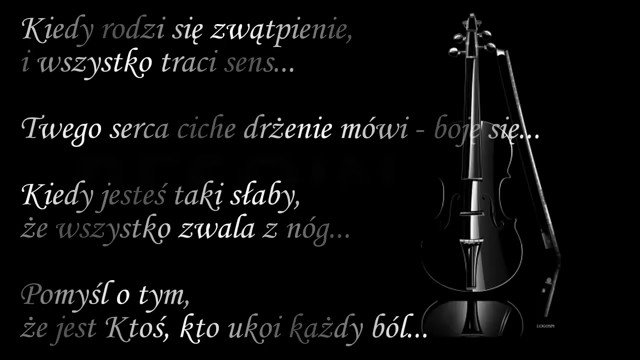 Kiedy rodzi się zwątpienie,
i wszystko traci sens...
Twego serca ciche drżenie mówi - boję się...
Kiedy jesteś taki słaby,
że wszystko zwala z nóg...
Pomyśl o tym,
że jest Ktoś, kto ukoi każdy ból...